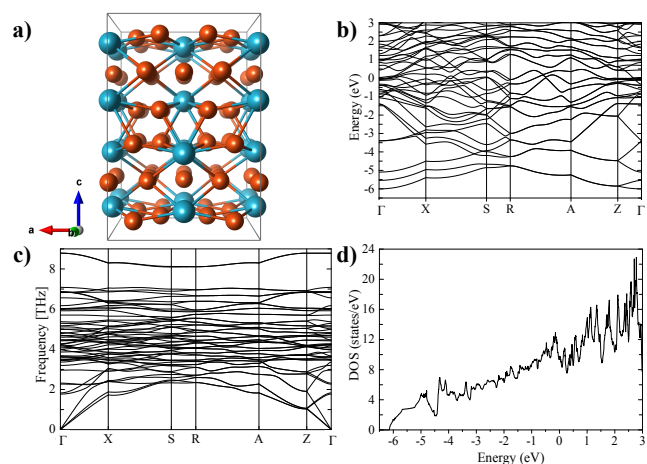 a)
c
a
b
b)
Energy (eV)
3
2
1
0
-1
-2
-3
-4
-5
-6
Γ X S R A Z Γ
c)
Frequency [THz]
8
6
4
2
0
Γ X S R A Z Γ
d)
DOS (states/eV)
24
20
16
12
8
4
0
-6 -5 -4 -3 -2 -1 0 1 2 3
Energy (eV)